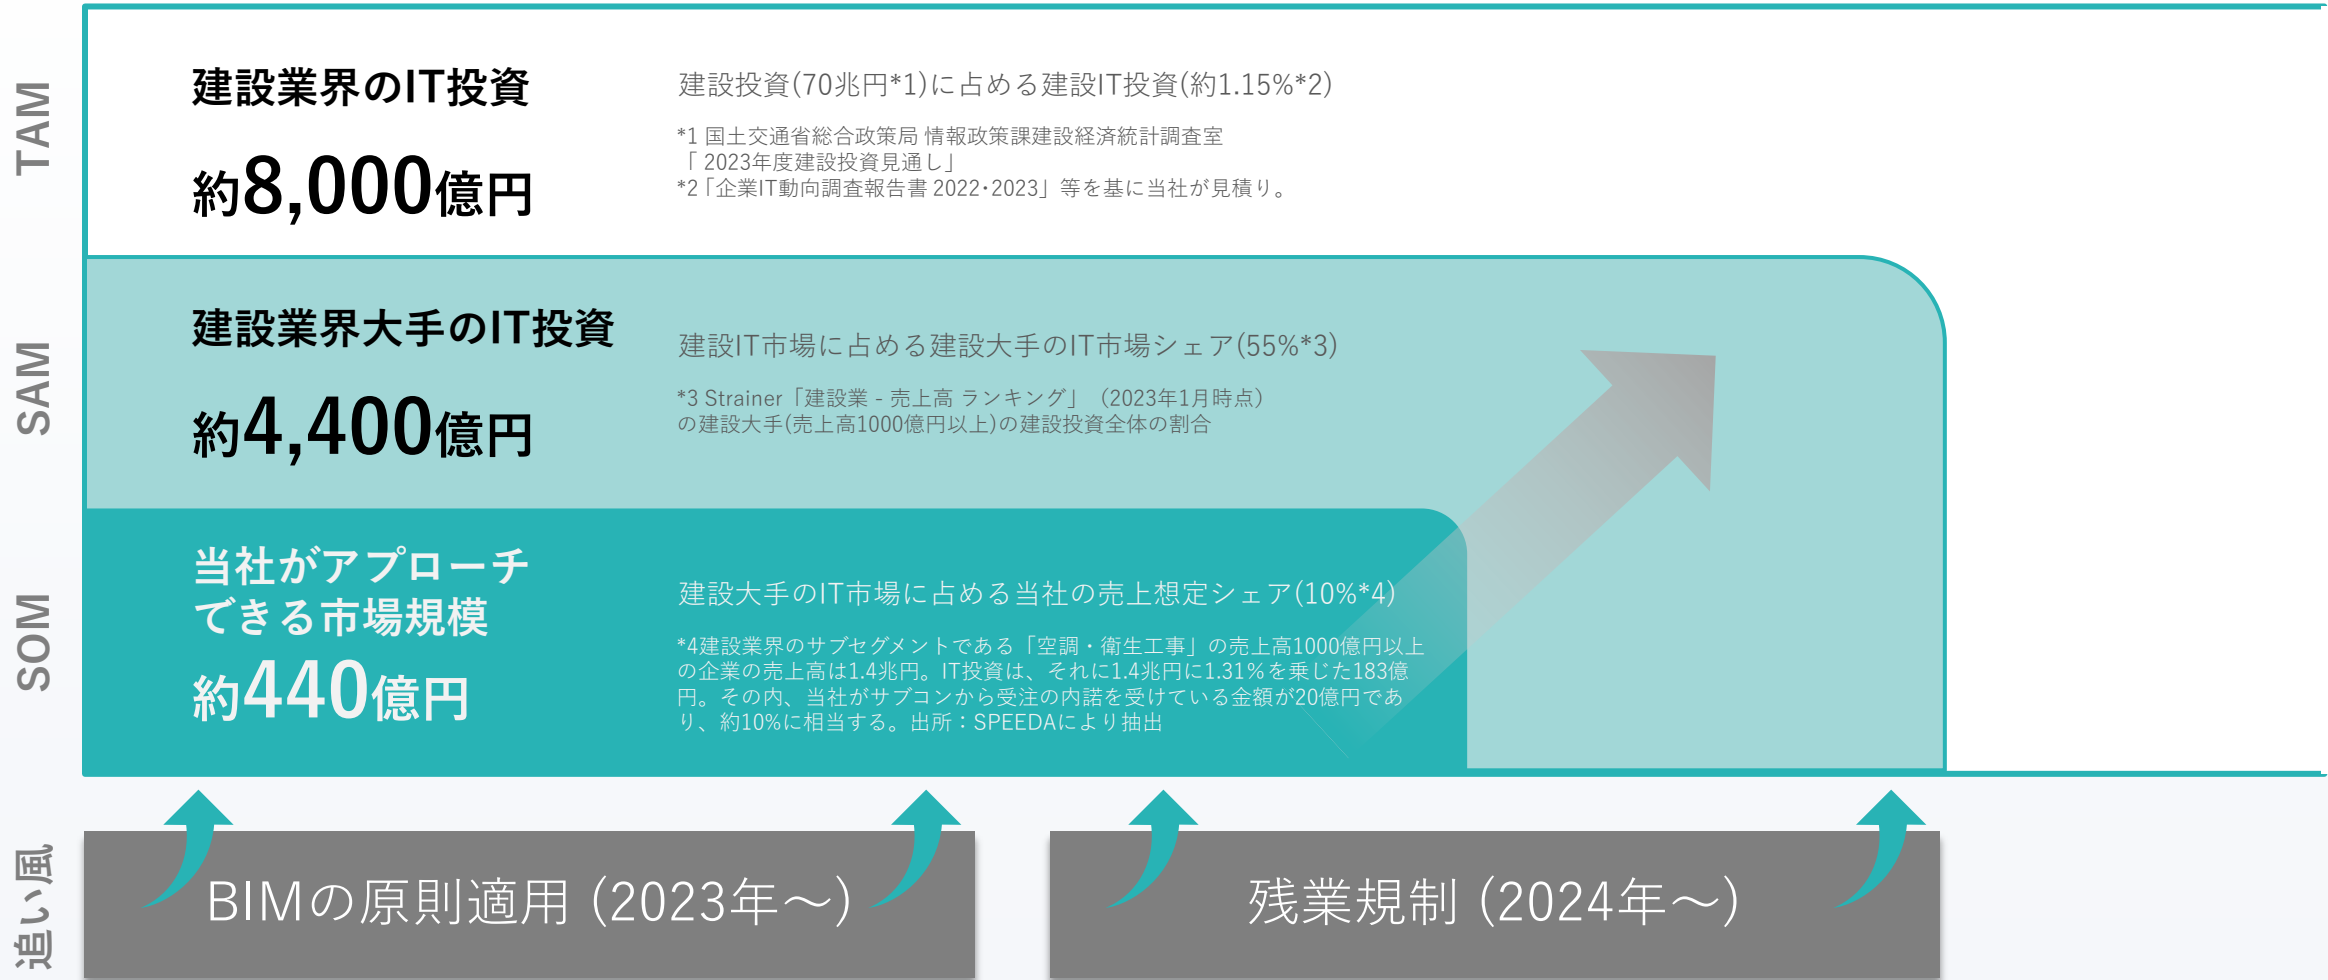 TAM
建設業界のIT投資
約8,000億円
建設投資(70兆円*1)に占める建設IT投資(約1.15%*2)
*1 国土交通省総合政策局 情報政策課建設経済統計調査室
「 2023年度建設投資見通し」
*2「企業IT動向調査報告書 2022･2023」等を基に当社が見積り。
SAM
建設業界大手のIT投資
約4,400億円
建設IT市場に占める建設大手のIT市場シェア(55%*3)
*3 Strainer「建設業 - 売上高 ランキング」（2023年1月時点）
の建設大手(売上高1000億円以上)の建設投資全体の割合
SOM
当社がアプローチ
できる市場規模
約440億円
建設大手のIT市場に占める当社の売上想定シェア(10%*4)
*4建設業界のサブセグメントである「空調・衛生工事」の売上高1000億円以上
の企業の売上高は1.4兆円。IT投資は、それに1.4兆円に1.31％を乗じた183億
円。その内、当社がサブコンから受注の内諾を受けている金額が20億円であ
り、約10%に相当する。出所：SPEEDAにより抽出
追い風
BIMの原則適用 (2023年～)
残業規制 (2024年～)